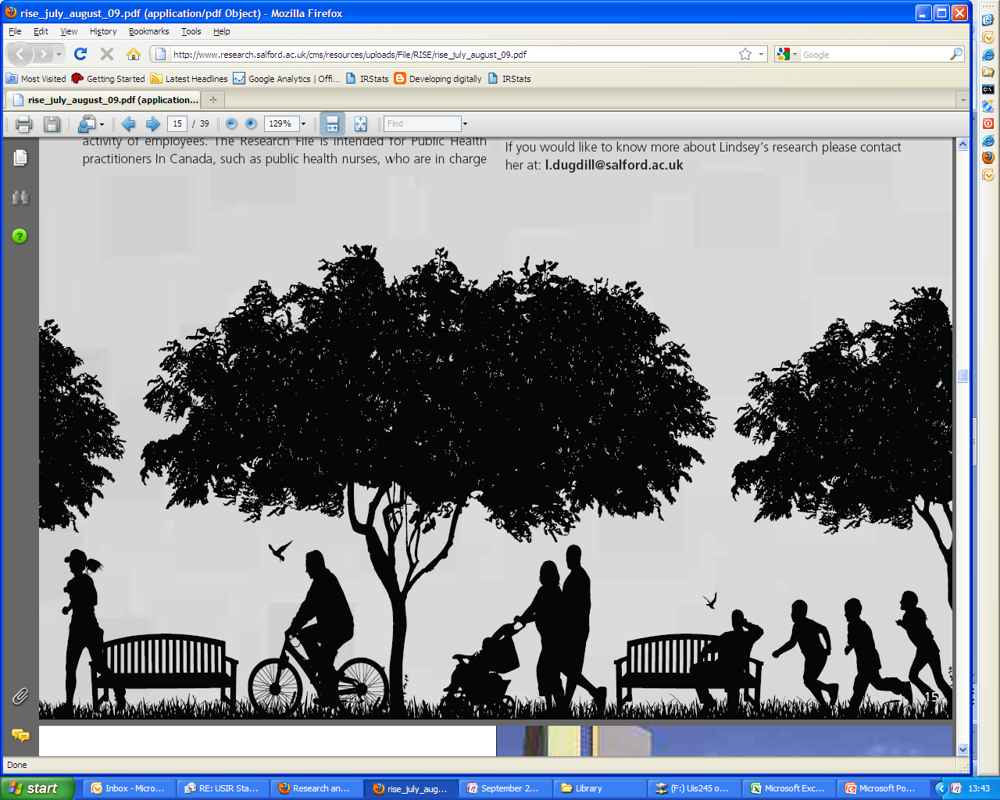 rise_july_august_09.pdf (application/pdf Object) - Mozilla Firefox
File Edit View History Bookmarks Tools Help
http://www.research.salford.ac.uk/cms/resources/uploads/File/RISE/rise_july_august_09.pdf
Google
Most Visited Getting Started Latest Headlines Google Analytics | Offi... IRStats Developing digitally IRStats
rise_july_august_09.pdf (application...
15 / 39 129% Find
activity of employees. The Research File is intended for Public Health
practitioners In Canada, such as public health nurses, who are in charge
If you would like to know more about Lindsey's research please contact
her at: l.dugdill@salford.ac.uk
15
Done
start Inbox - Micro... RE: USIR Sta... Research an... rise_july_aug... September 2... Library (F:) Uis245 o... Microsoft Exc... Microsoft Po... 13:43